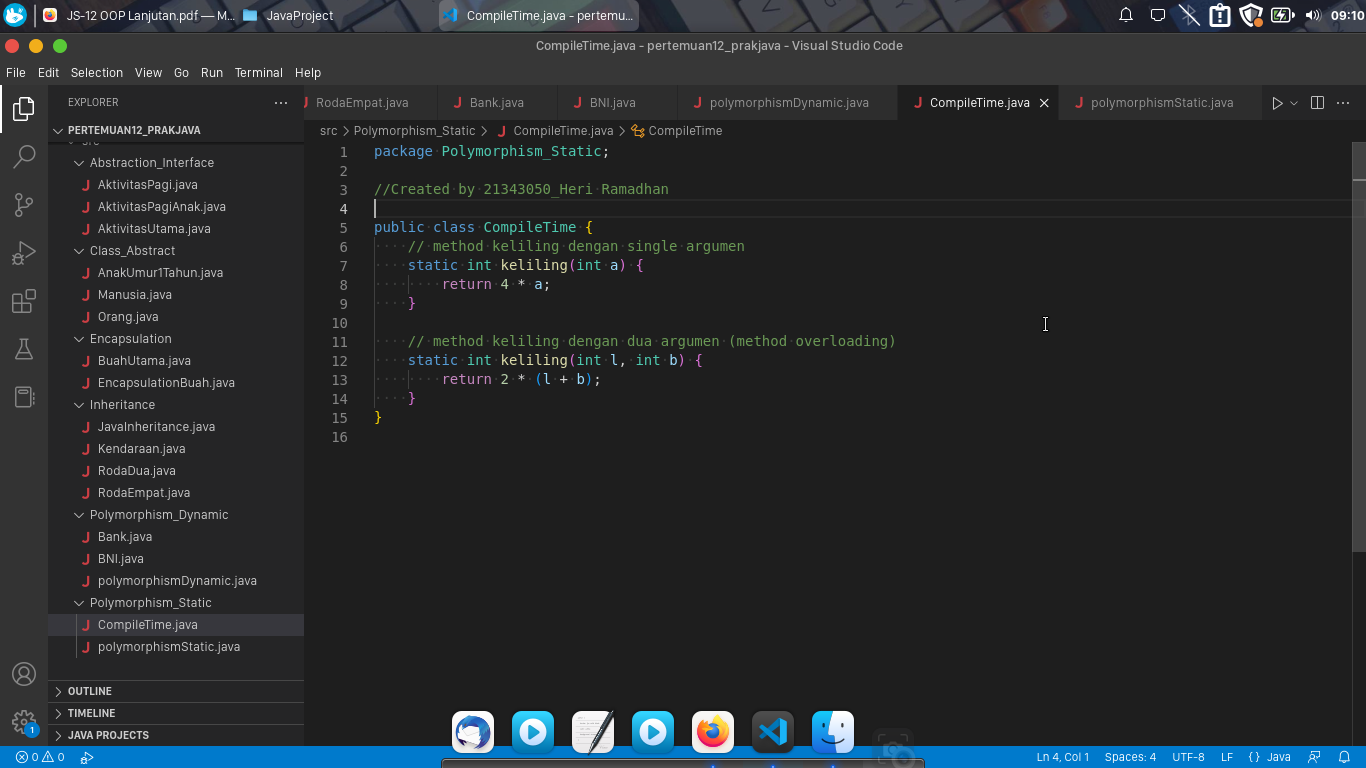 JS-12 OOP Lanjutan.pdf — M...
JavaProject
CompileTime.java - pertemu...
09:10
CompileTime.java - pertemuan12_prakjava - Visual Studio Code
File Edit Selection View Go Run Terminal Help
EXPLORER
RodaEmpat.java
Bank.java
BNI.java
polymorphismDynamic.java
CompileTime.java
polymorphismStatic.java
PERTEMUAN12_PRAKJAVA
src
Abstraction_Interface
AktivitasPagi.java
AktivitasPagiAnak.java
AktivitasUtama.java
Class_Abstract
AnakUmur1Tahun.java
Manusia.java
Orang.java
Encapsulation
BuahUtama.java
EncapsulationBuah.java
Inheritance
JavaInheritance.java
Kendaraan.java
RodaDua.java
RodaEmpat.java
Polymorphism_Dynamic
Bank.java
BNI.java
polymorphismDynamic.java
Polymorphism_Static
CompileTime.java
polymorphismStatic.java
OUTLINE
TIMELINE
JAVA PROJECTS
src > Polymorphism_Static > CompileTime.java > CompileTime
1 package Polymorphism_Static;
2
3 //Created by 21343050_Heri Ramadhan
4
5 public class CompileTime {
6 // method keliling dengan single argumen
7 static int keliling(int a) {
8 return 4 * a;
9 }
10
11 // method keliling dengan dua argumen (method overloading)
12 static int keliling(int l, int b) {
13 return 2 * (l + b);
14 }
15 }
16
1
0 0
Ln 4, Col 1 Spaces: 4 UTF-8 LF {} Java